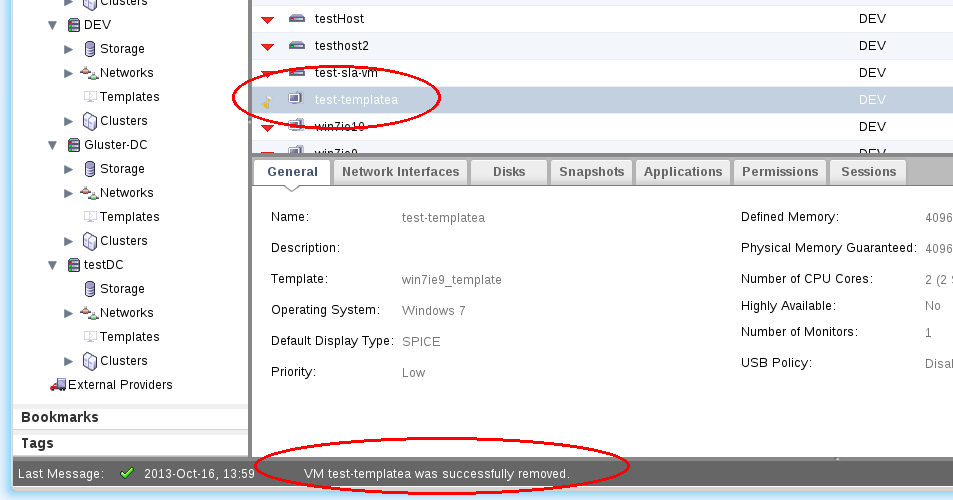 Clusters
DEV
Storage
Networks
Templates
Clusters
Gluster-DC
Storage
Networks
Templates
Clusters
testDC
Storage
Networks
Templates
Clusters
External Providers
Bookmarks
Tags
testHost DEV
testhost2 DEV
test-sla-vm DEV
test-templatea DEV
win7ie10 DEV
win7ie9 DEV
General Network Interfaces Disks Snapshots Applications Permissions Sessions
Name: test-templatea Defined Memory: 4096
Description: Physical Memory Guaranteed: 4096
Template: win7ie9_template Number of CPU Cores: 2 (2
Operating System: Windows 7 Highly Available: No
Default Display Type: SPICE Number of Monitors: 1
Priority: Low USB Policy: Disal
Last Message: 2013-Oct-16, 13:59 VM test-templatea was successfully removed.